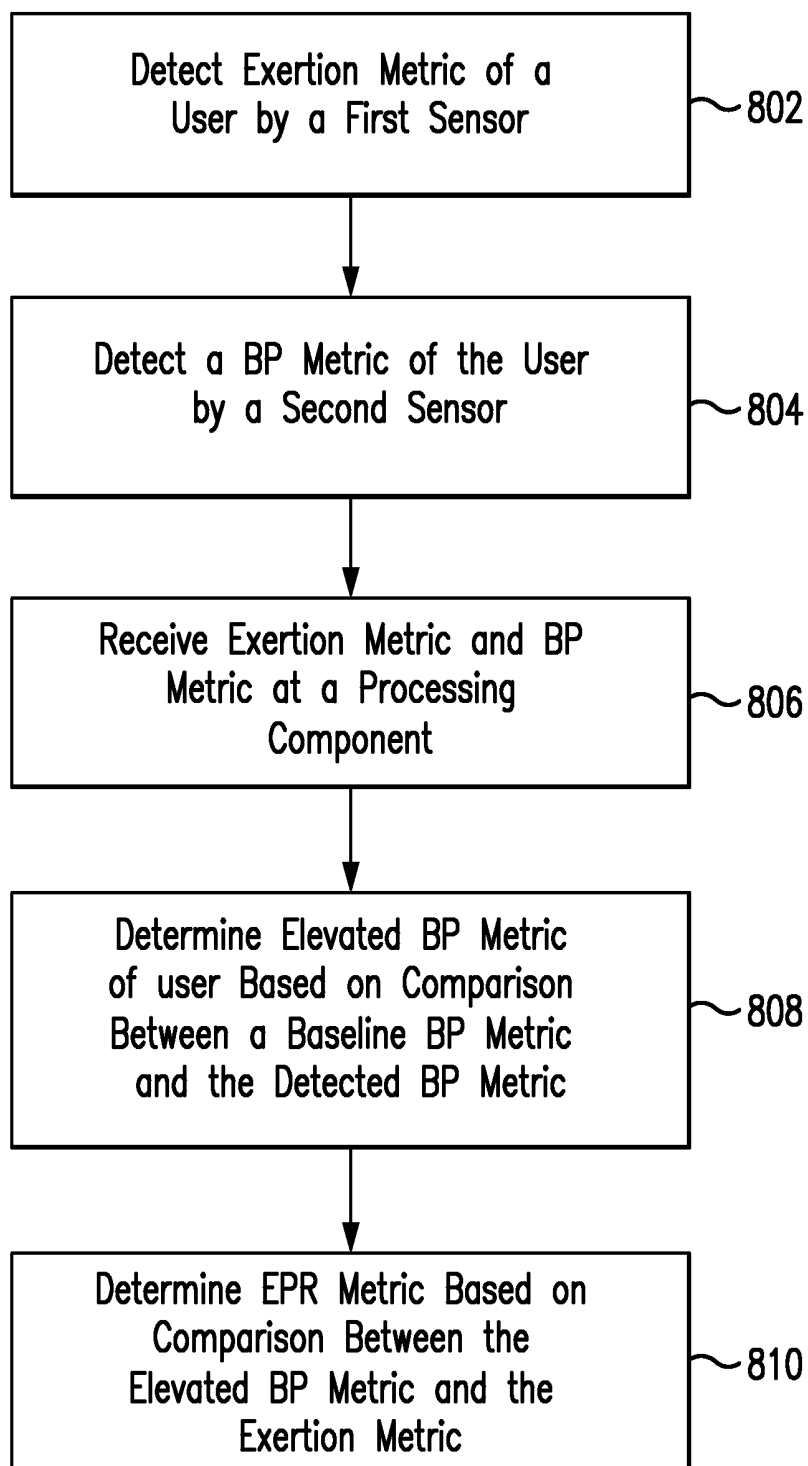 Detect Exertion Metric of a
User by a First Sensor
802
Detect a BP Metric of the User
by a Second Sensor
804
Receive Exertion Metric and BP
Metric at a Processing
Component
806
Determine Elevated BP Metric
of user Based on Comparison
Between a Baseline BP Metric
and the Detected BP Metric
808
Determine EPR Metric Based on
Comparison Between the
Elevated BP Metric and the
Exertion Metric
810